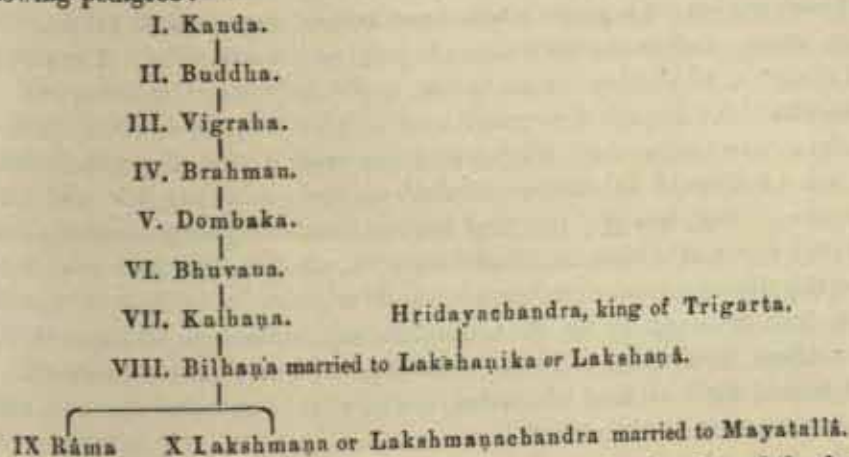 I. Kanda.
II. Buddha.
III. Vigraha.
IV. Brahman.
V. Dombaka.
VI. Bhuvana.
VII. Kalhaṇa. Hridayachandra, king of Trigarta.
VIII. Bilhaṇa married to Lakshaṇika or Lakshaṇâ.
IX Râma X Lakshmaṇa or Lakshmaṇachandra married to Mayatallâ.